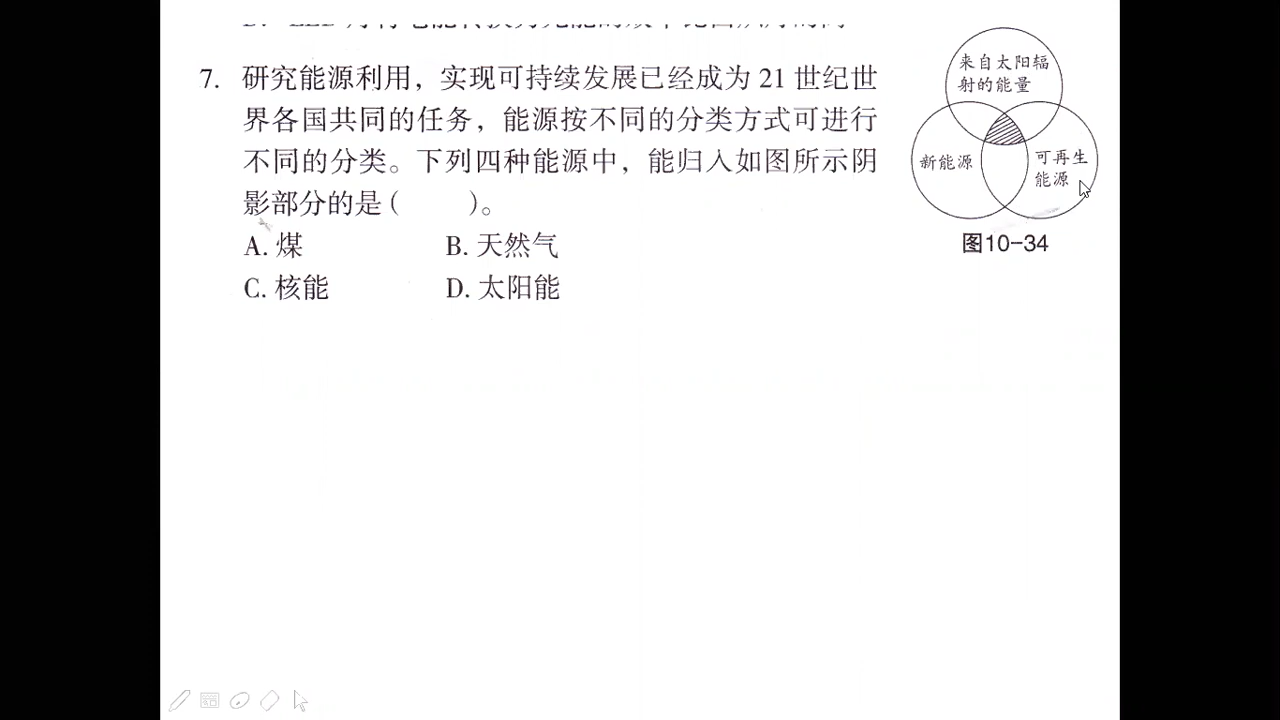 7. 研究能源利用，实现可持续发展已经成为 21 世纪世
界各国共同的任务，能源按不同的分类方式可进行
不同的分类。下列四种能源中，能归入如图所示阴
影部分的是（　　）。
A. 煤　　B. 天然气
C. 核能　　D. 太阳能
来自太阳辐
射的能量
新能源
可再生
能源
图10-34